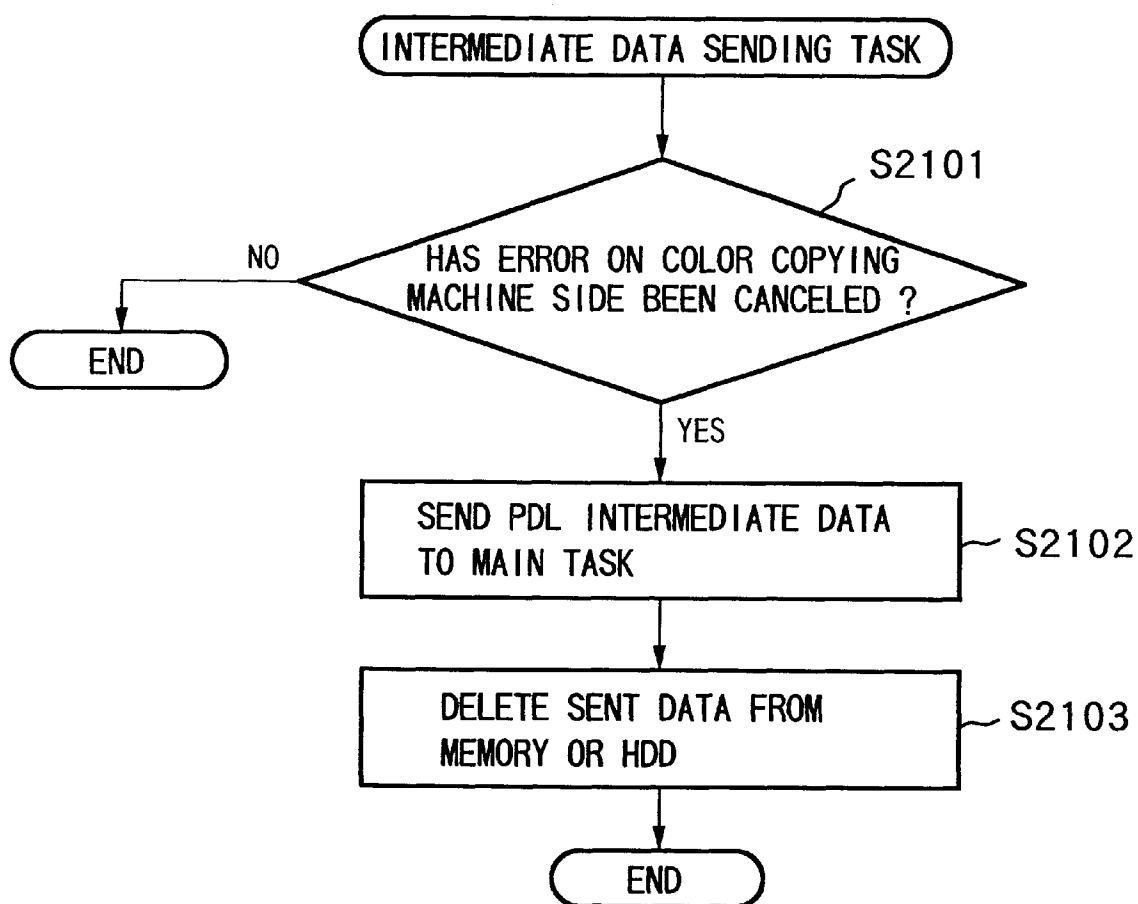 INTERMEDIATE DATA SENDING TASK
S2101
HAS ERROR ON COLOR COPYING
MACHINE SIDE BEEN CANCELED ?
NO
END
YES
SEND PDL INTERMEDIATE DATA
TO MAIN TASK
S2102
DELETE SENT DATA FROM
MEMORY OR HDD
S2103
END